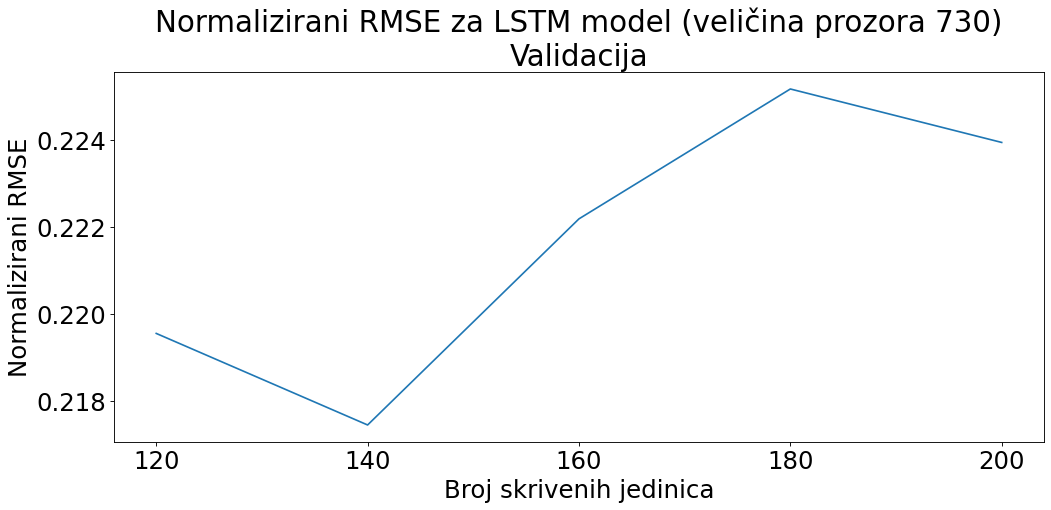 Normalizirani RMSE za LSTM model (veličina prozora 730)
Validacija
Normalizirani RMSE
0.224
0.222
0.220
0.218
120 140 160 180 200
Broj skrivenih jedinica